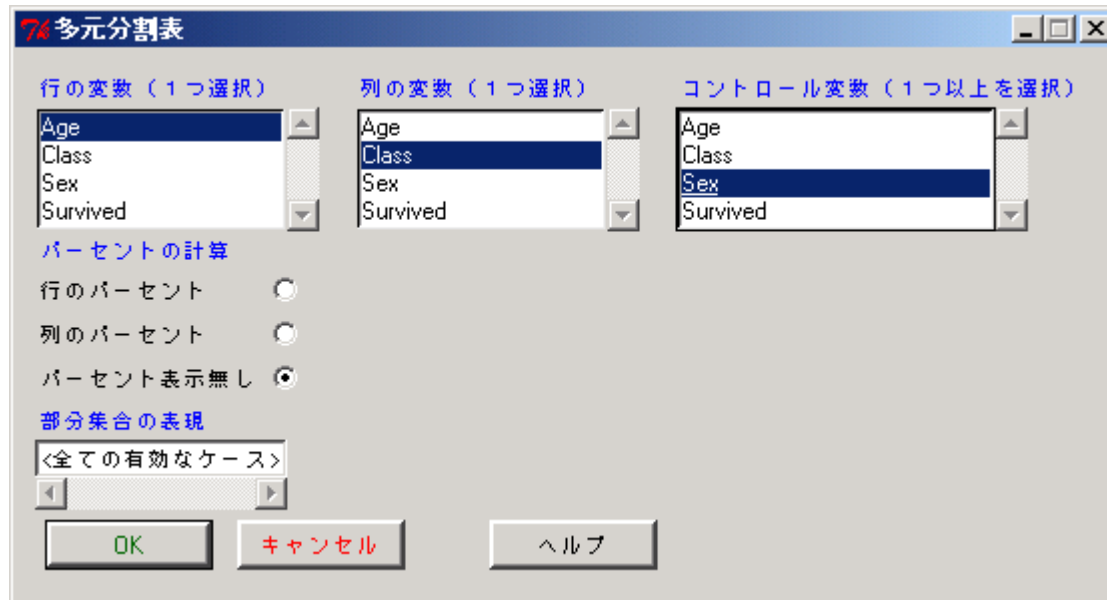 多元分割表
行の変数（１つ選択）
Age
Class
Sex
Survived
列の変数（１つ選択）
Age
Class
Sex
Survived
コントロール変数（１つ以上を選択）
Age
Class
Sex
Survived
パーセントの計算
行のパーセント
列のパーセント
パーセント表示無し
部分集合の表現
<全ての有効なケース>
OK キャンセル ヘルプ